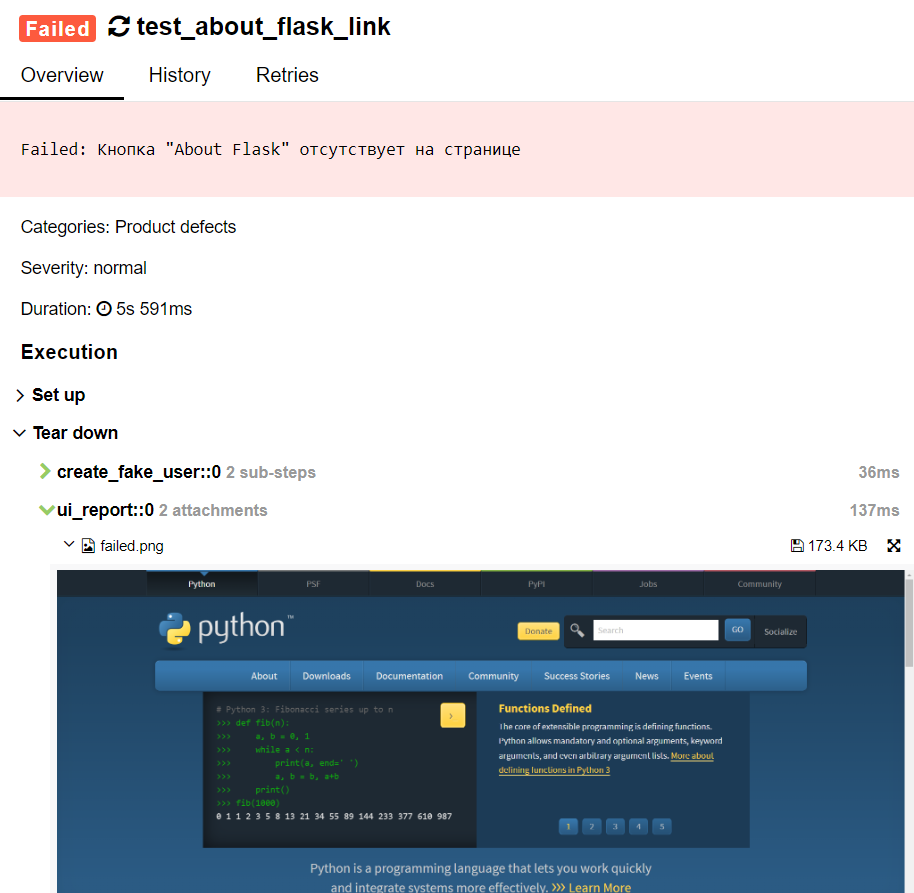 Failed test_about_flask_link
Overview History Retries
Failed: Кнопка "About Flask" отсутствует на странице
Categories: Product defects
Severity: normal
Duration: 5s 591ms
Execution
Set up
Tear down
create_fake_user::0 2 sub-steps 36ms
ui_report::0 2 attachments 137ms
failed.png 173.4 KB
Python PSF Docs PyPI Jobs Community
python™
Donate Search GO Socialize
About Downloads Documentation Community Success Stories News Events
# Python 3: Fibonacci series up to n
>>> def fib(n):
>>>     a, b = 0, 1
>>>     while a < n:
>>>         print(a, end=' ')
>>>         a, b = b, a+b
>>>     print()
>>> fib(1000)
0 1 1 2 3 5 8 13 21 34 55 89 144 233 377 610 987
Functions Defined
The core of extensible programming is defining functions.
Python allows mandatory and optional arguments, keyword
arguments, and even arbitrary argument lists. More about
defining functions in Python 3
1 2 3 4 5
Python is a programming language that lets you work quickly
and integrate systems more effectively. >>> Learn More